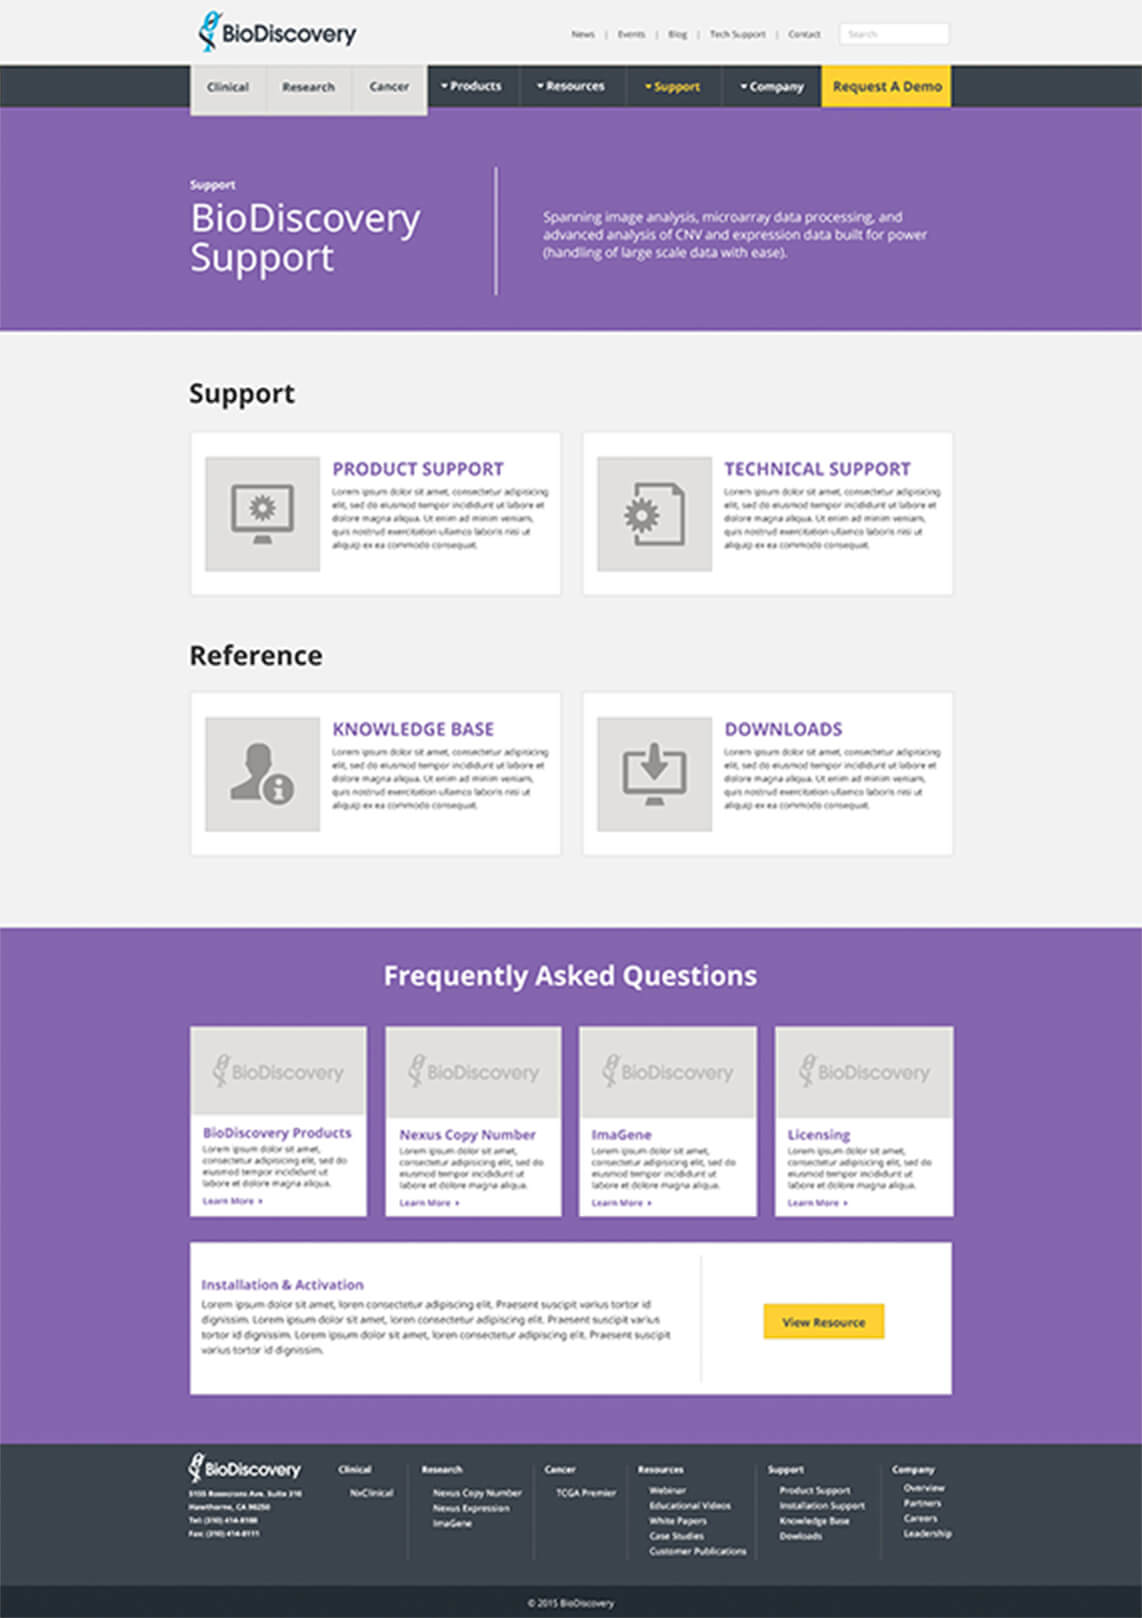 BioDiscovery
News | Events | Blog | Tech Support | Contact
Search
Clinical
Research
Cancer
Products
Resources
Support
Company
Request A Demo
Support
BioDiscovery
Support
Spanning image analysis, microarray data processing, and
advanced analysis of CNV and expression data built for power
(handling of large scale data with ease).
Support
PRODUCT SUPPORT
Lorem ipsum dolor sit amet, consectetur adipisicing
elit, sed do eiusmod tempor incididunt ut labore et
dolore magna aliqua. Ut enim ad minim veniam,
quis nostrud exercitation ullamco laboris nisi ut
aliquip ex ea commodo consequat.
TECHNICAL SUPPORT
Lorem ipsum dolor sit amet, consectetur adipisicing
elit, sed do eiusmod tempor incididunt ut labore et
dolore magna aliqua. Ut enim ad minim veniam,
quis nostrud exercitation ullamco laboris nisi ut
aliquip ex ea commodo consequat.
Reference
KNOWLEDGE BASE
Lorem ipsum dolor sit amet, consectetur adipisicing
elit, sed do eiusmod tempor incididunt ut labore et
dolore magna aliqua. Ut enim ad minim veniam,
quis nostrud exercitation ullamco laboris nisi ut
aliquip ex ea commodo consequat.
DOWNLOADS
Lorem ipsum dolor sit amet, consectetur adipisicing
elit, sed do eiusmod tempor incididunt ut labore et
dolore magna aliqua. Ut enim ad minim veniam,
quis nostrud exercitation ullamco laboris nisi ut
aliquip ex ea commodo consequat.
Frequently Asked Questions
BioDiscovery
BioDiscovery Products
Lorem ipsum dolor sit amet,
consectetur adipiscing elit, sed do
eiusmod tempor incididunt ut
labore et dolore magna aliqua.
Learn More
BioDiscovery
Nexus Copy Number
Lorem ipsum dolor sit amet,
consectetur adipiscing elit, sed do
eiusmod tempor incididunt ut
labore et dolore magna aliqua.
Learn More
BioDiscovery
ImaGene
Lorem ipsum dolor sit amet,
consectetur adipiscing elit, sed do
eiusmod tempor incididunt ut
labore et dolore magna aliqua.
Learn More
BioDiscovery
Licensing
Lorem ipsum dolor sit amet,
consectetur adipiscing elit, sed do
eiusmod tempor incididunt ut
labore et dolore magna aliqua.
Learn More
Installation & Activation
Lorem ipsum dolor sit amet, loren consectetur adipiscing elit. Praesent suscipit varius tortor id
dignissim. Lorem ipsum dolor sit amet, loren consectetur adipiscing elit. Praesent suscipit varius
tortor id dignissim. Lorem ipsum dolor sit amet, loren consectetur adipiscing elit. Praesent suscipit
varius tortor id dignissim.
View Resource
BioDiscovery
5155 Rosecrans Ave. Suite 310
Hawthorne, CA 90250
Tel: (310) 414-8100
Fax: (310) 414-8111
Clinical
NxClinical
Research
Nexus Copy Number
Nexus Expression
ImaGene
Cancer
TCGA Premier
Resources
Webinar
Educational Videos
White Papers
Case Studies
Customer Publications
Support
Product Support
Installation Support
Knowledge Base
Dowloads
Company
Overview
Partners
Careers
Leadership
© 2015 BioDiscovery